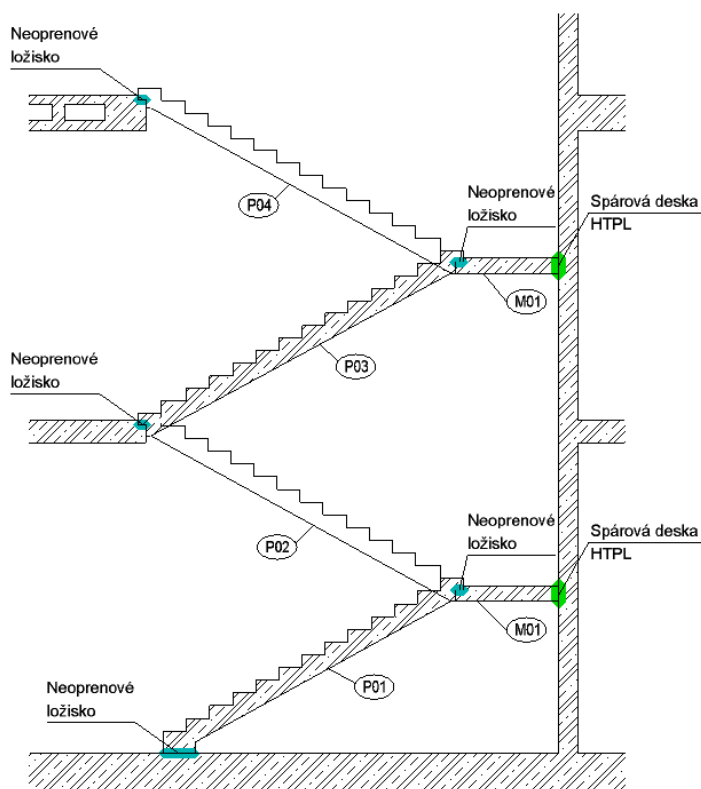 Neoprenové
ložisko
P04
Neoprenové
ložisko
Spárová deska
HTPL
M01
Neoprenové
ložisko
P03
Neoprenové
ložisko
Spárová deska
HTPL
P02
M01
Neoprenové
ložisko
P01